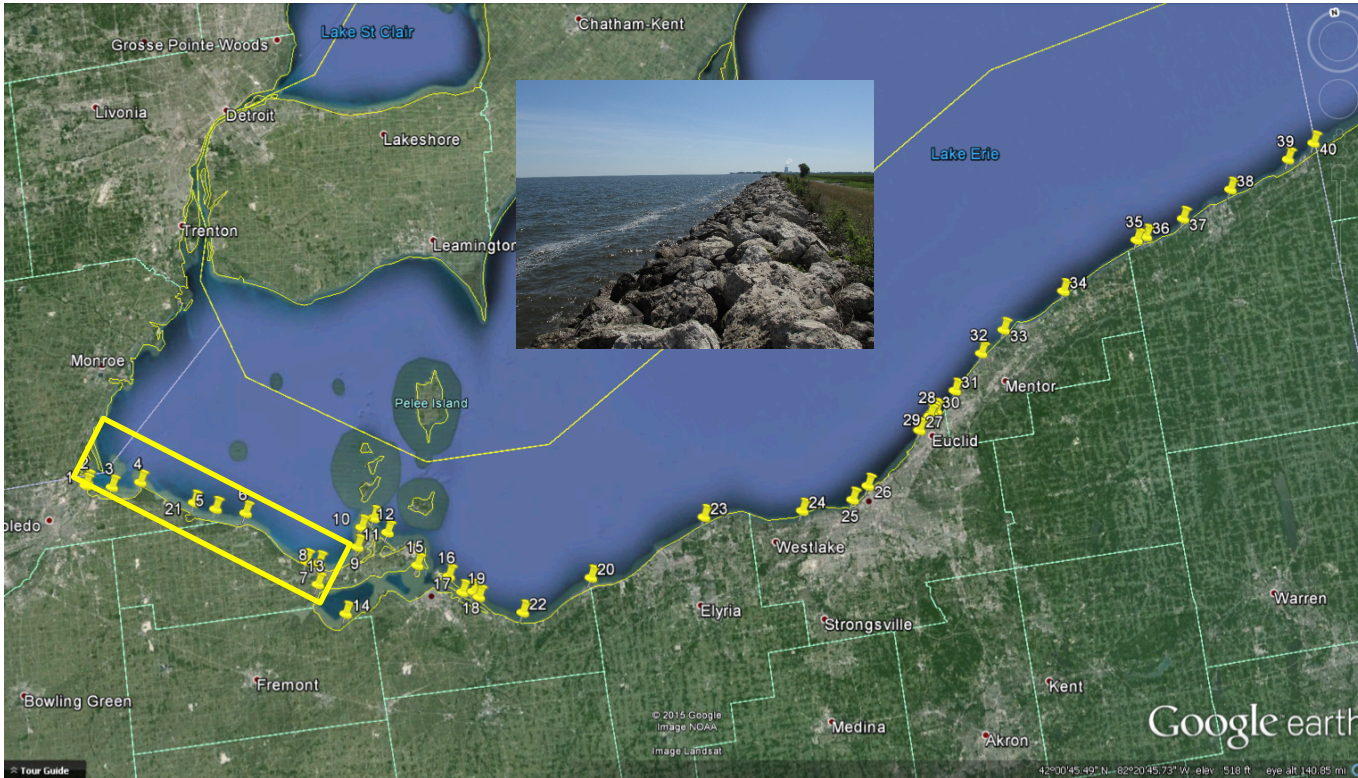 Lake St Clair
Chatham-Kent
Grosse Pointe Woods
Livonia
Detroit
Lakeshore
Lake Erie
39
40
38
Trenton
Leamington
35
36
37
34
32
33
Monroe
Pelee Island
31
Mentor
28
30
29
27
Euclid
2
1
3
4
5
6
21
26
25
24
23
oledo
10
12
11
Westlake
8
13
7
9
15
16
17
19
18
20
14
22
Elyria
Strongsville
Warren
Fremont
Kent
Bowling Green
© 2015 Google
Image NOAA
Image Landsat
Medina
Akron
Google earth
Tour Guide
42°00'45.49" N 82°20'45.73" W elev 518 ft eye alt 140.85 mi
N